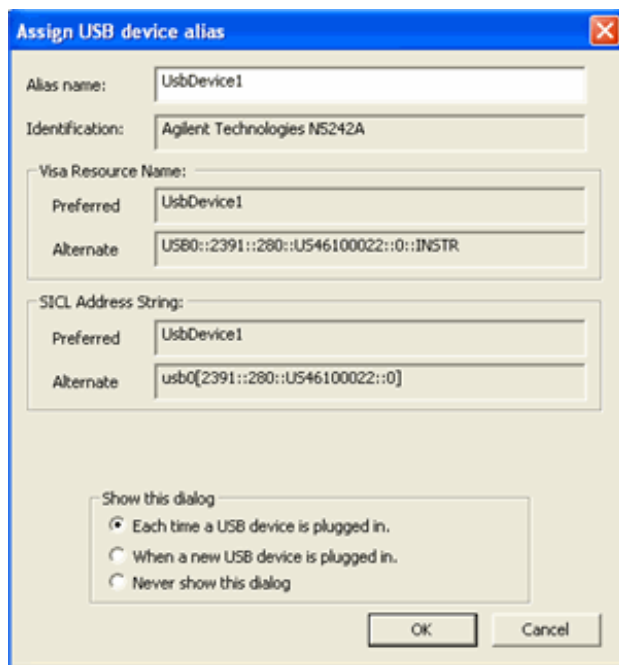 Assign USB device alias
Alias name: UsbDevice1
Identification: Agilent Technologies N5242A
Visa Resource Name:
Preferred UsbDevice1
Alternate USB0::2391::280::US46100022::0::INSTR
SICL Address String:
Preferred UsbDevice1
Alternate usb0[2391::280::US46100022::0]
Show this dialog
Each time a USB device is plugged in.
When a new USB device is plugged in.
Never show this dialog
OK Cancel